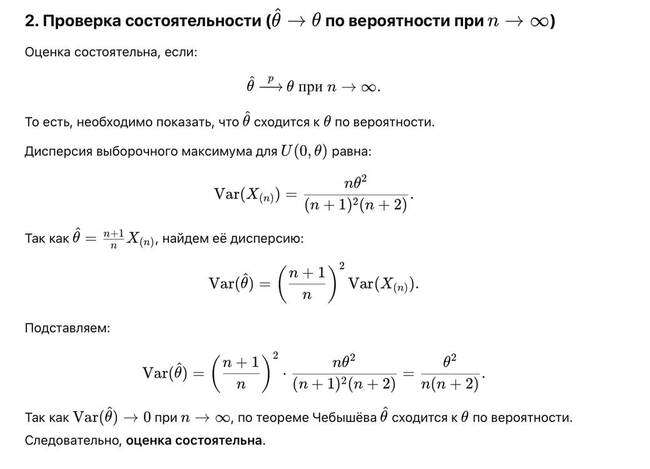 2. Проверка состоятельности (θ̂ → θ по вероятности при n → ∞)
Оценка состоятельна, если:
θ̂ —p→ θ при n → ∞.
То есть, необходимо показать, что θ̂ сходится к θ по вероятности.
Дисперсия выборочного максимума для U(0, θ) равна:
Var(X₍ₙ₎) = nθ² / ((n + 1)²(n + 2)).
Так как θ̂ = (n+1)/n X₍ₙ₎, найдем её дисперсию:
Var(θ̂) = ((n + 1)/n)² Var(X₍ₙ₎).
Подставляем:
Var(θ̂) = ((n + 1)/n)² · nθ² / ((n + 1)²(n + 2)) = θ² / (n(n + 2)).
Так как Var(θ̂) → 0 при n → ∞, по теореме Чебышёва θ̂ сходится к θ по вероятности.
Следовательно, оценка состоятельна.